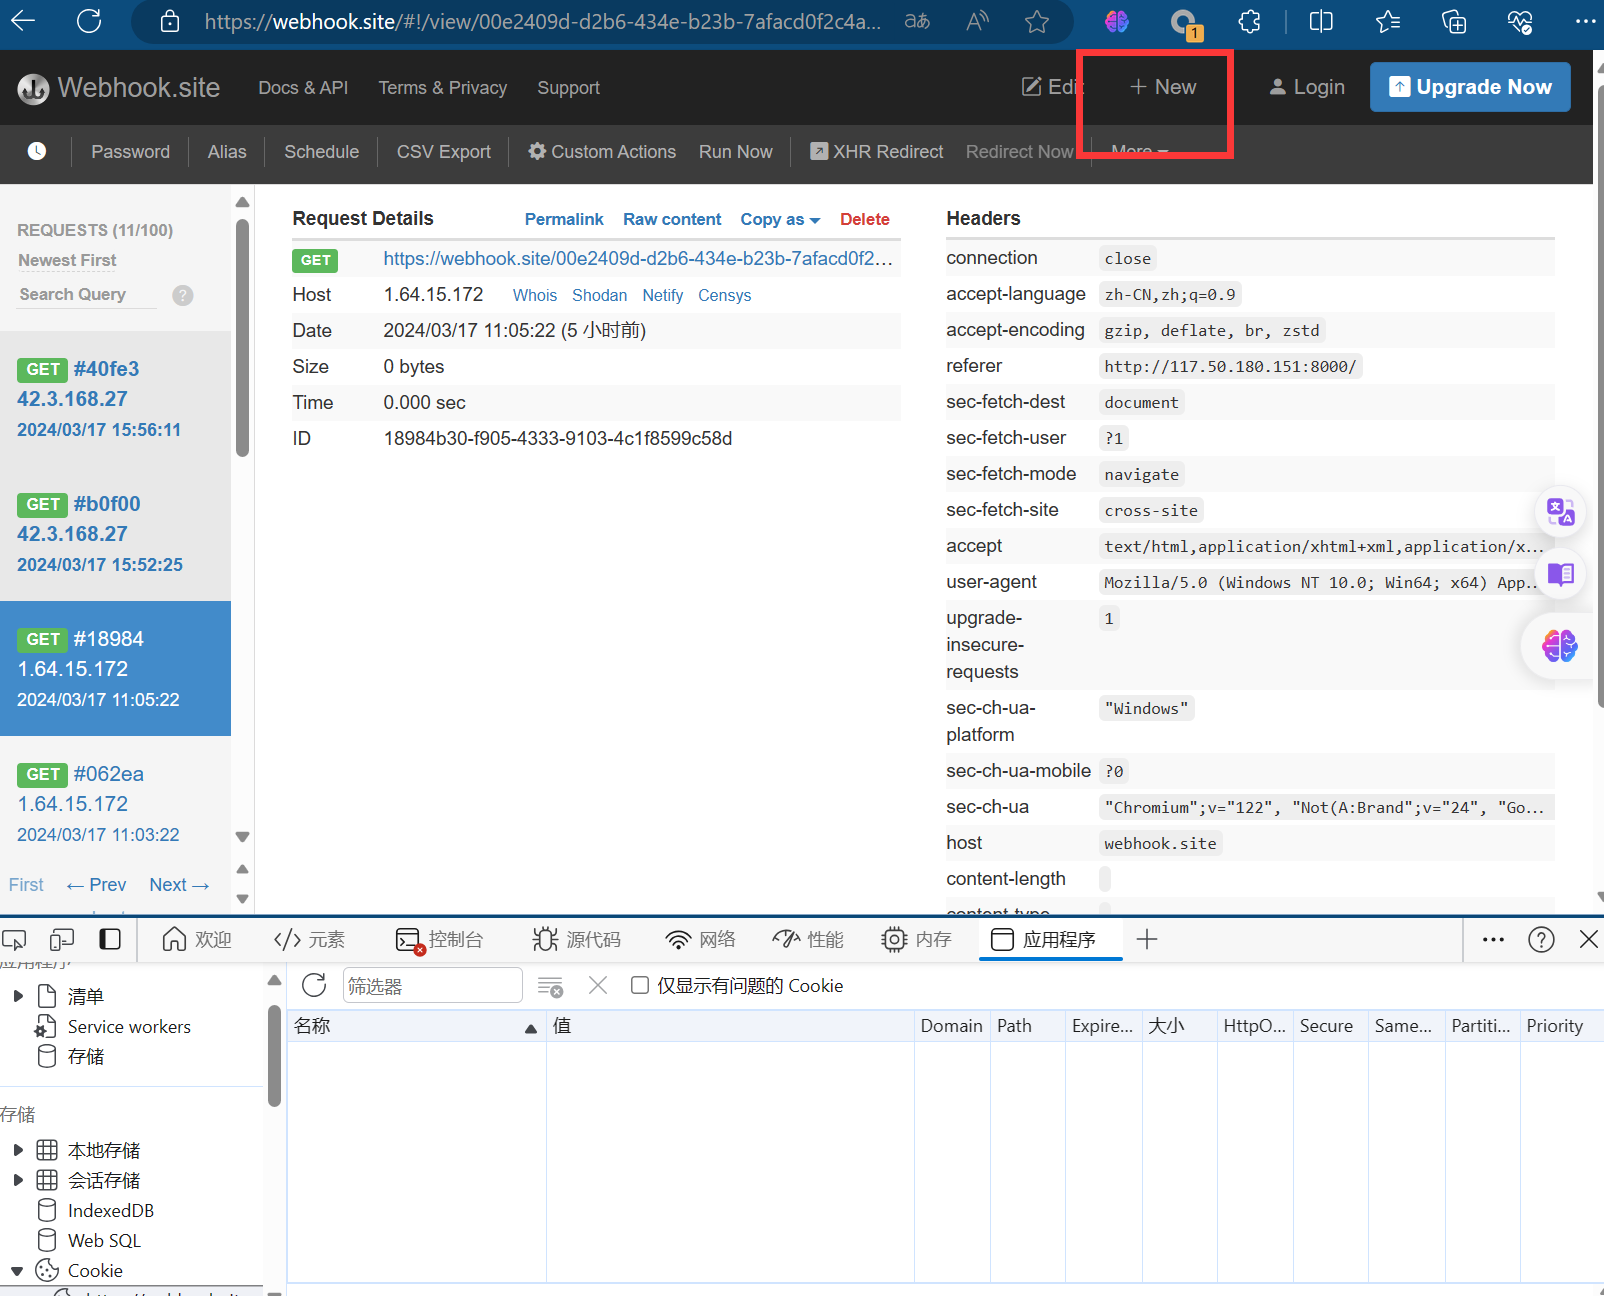 https://webhook.site/#!/view/00e2409d-d2b6-434e-b23b-7afacd0f2c4a... aあ A 1
Webhook.site Docs & API Terms & Privacy Support Edit + New Login Upgrade Now
Password Alias Schedule CSV Export Custom Actions Run Now XHR Redirect Redirect Now More
REQUESTS (11/100)
Newest First
Search Query ?
GET #40fe3
42.3.168.27
2024/03/17 15:56:11
GET #b0f00
42.3.168.27
2024/03/17 15:52:25
GET #18984
1.64.15.172
2024/03/17 11:05:22
GET #062ea
1.64.15.172
2024/03/17 11:03:22
First ← Prev Next →
Request Details Permalink Raw content Copy as Delete
GET https://webhook.site/00e2409d-d2b6-434e-b23b-7afacd0f2...
Host 1.64.15.172 Whois Shodan Netify Censys
Date 2024/03/17 11:05:22 (5 小时前)
Size 0 bytes
Time 0.000 sec
ID 18984b30-f905-4333-9103-4c1f8599c58d
Headers
connection close
accept-language zh-CN,zh;q=0.9
accept-encoding gzip, deflate, br, zstd
referer http://117.50.180.151:8000/
sec-fetch-dest document
sec-fetch-user ?1
sec-fetch-mode navigate
sec-fetch-site cross-site
accept text/html,application/xhtml+xml,application/x...
user-agent Mozilla/5.0 (Windows NT 10.0; Win64; x64) App...
upgrade-insecure-requests 1
sec-ch-ua-platform "Windows"
sec-ch-ua-mobile ?0
sec-ch-ua "Chromium";v="122", "Not(A:Brand";v="24", "Go...
host webhook.site
content-length
content-type
欢迎 元素 控制台 源代码 网络 性能 内存 应用程序
应用程序
清单
Service workers
存储
存储
本地存储
会话存储
IndexedDB
Web SQL
Cookie
筛选器 仅显示有问题的 Cookie
名称 值 Domain Path Expire... 大小 HttpO... Secure Same... Partiti... Priority